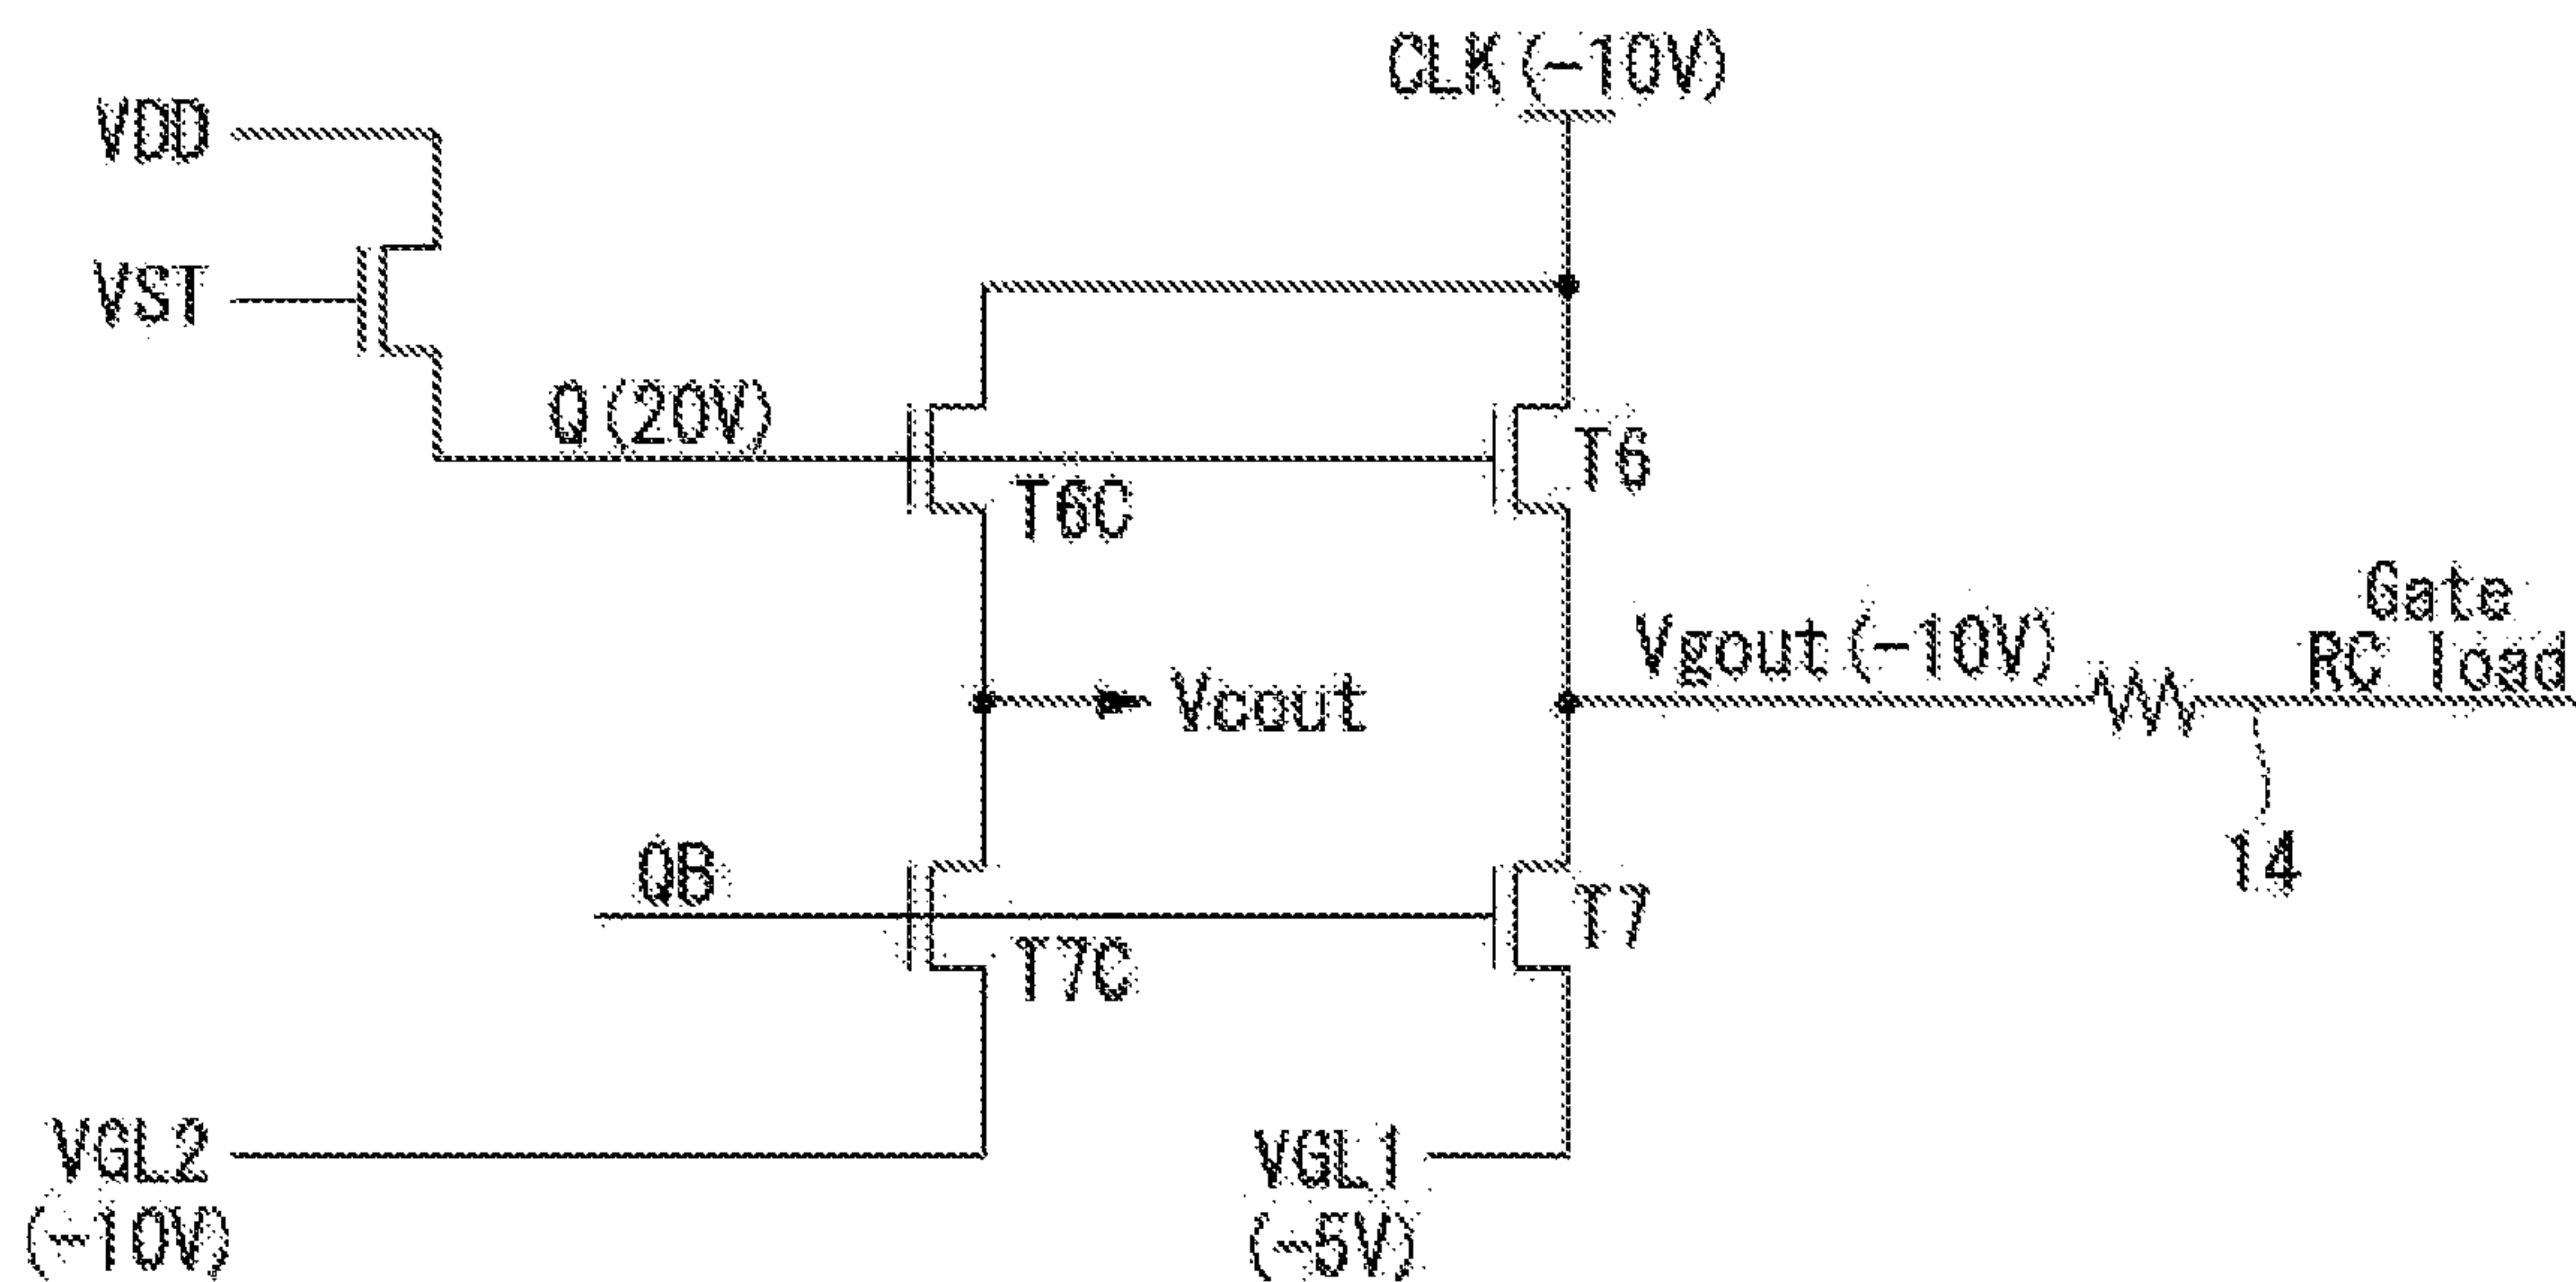 CLK (-10V)
VDD
VST
Q (20V)
T6
T6C
Gate
RC load
Vgout (-10V)
Vcout
14
QB
T7
T7C
VGL2
(-10V)
VGL1
(-5V)